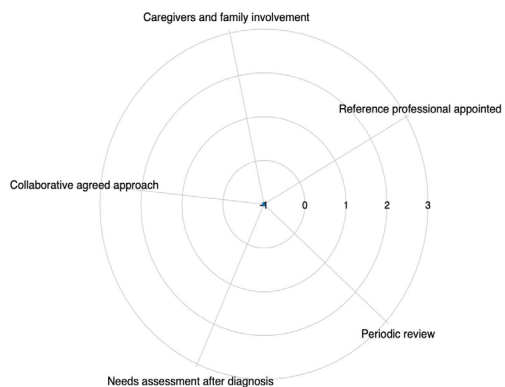 Caregivers and family involvement
Reference professional appointed
Collaborative agreed approach
-1 0 1 2 3
Periodic review
Needs assessment after diagnosis